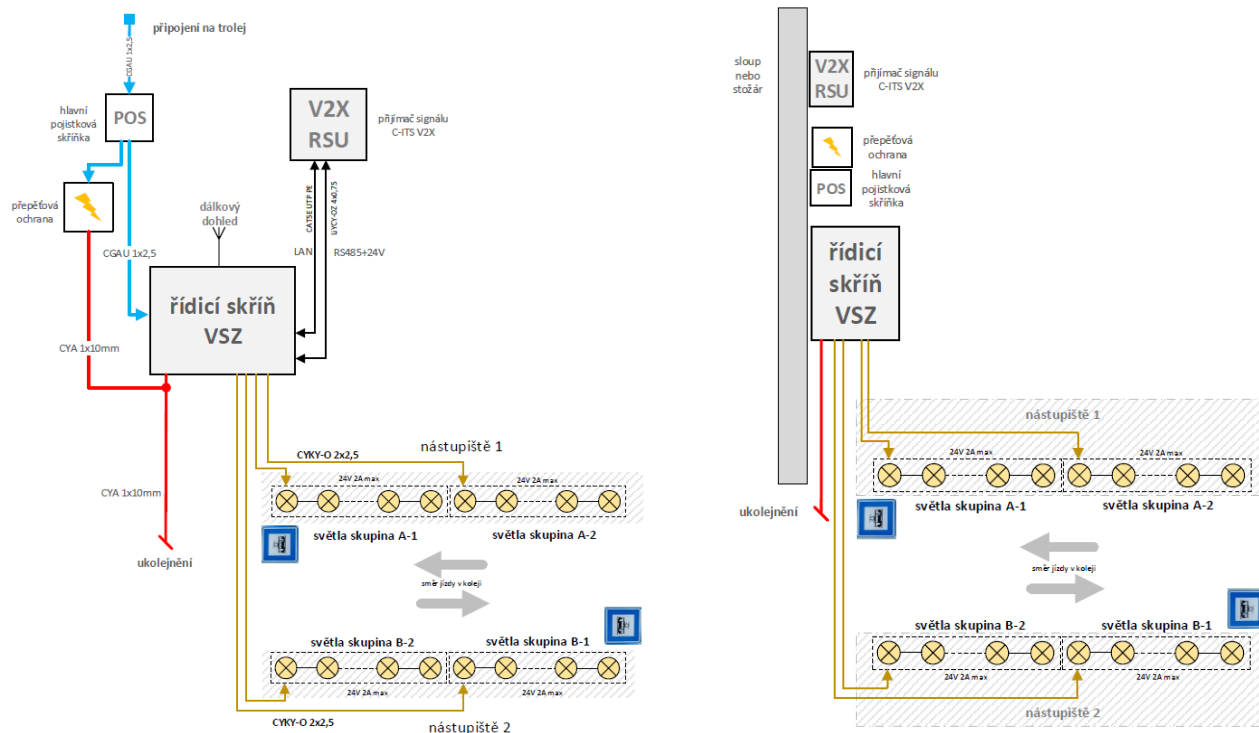 připojení na trolej
CGAU 1x2,5
hlavní
pojistková
skříňka
POS
V2X
RSU
přijímač signálu
C-ITS V2X
přepěťová
ochrana
dálkový
dohled
CGAU 1x2,5
LAN
CAT5E UTP PE
LiYCY-OZ 4x0,75
RS485+24V
řídicí skříň
VSZ
CYA 1x10mm
CYA 1x10mm
ukolejnění
CYKY-O 2x2,5
nástupiště 1
24V 2A max
24V 2A max
světla skupina A-1
světla skupina A-2
směr jízdy v koleji
světla skupina B-2
světla skupina B-1
24V 2A max
24V 2A max
CYKY-O 2x2,5
nástupiště 2
sloup
nebo
stožár
V2X
RSU
přijímač signálu
C-ITS V2X
přepěťová
ochrana
POS
hlavní
pojistková
skříňka
řídicí
skříň
VSZ
nástupiště 1
24V 2A max
24V 2A max
ukolejnění
světla skupina A-1
světla skupina A-2
směr jízdy v koleji
světla skupina B-2
světla skupina B-1
24V 2A max
24V 2A max
nástupiště 2